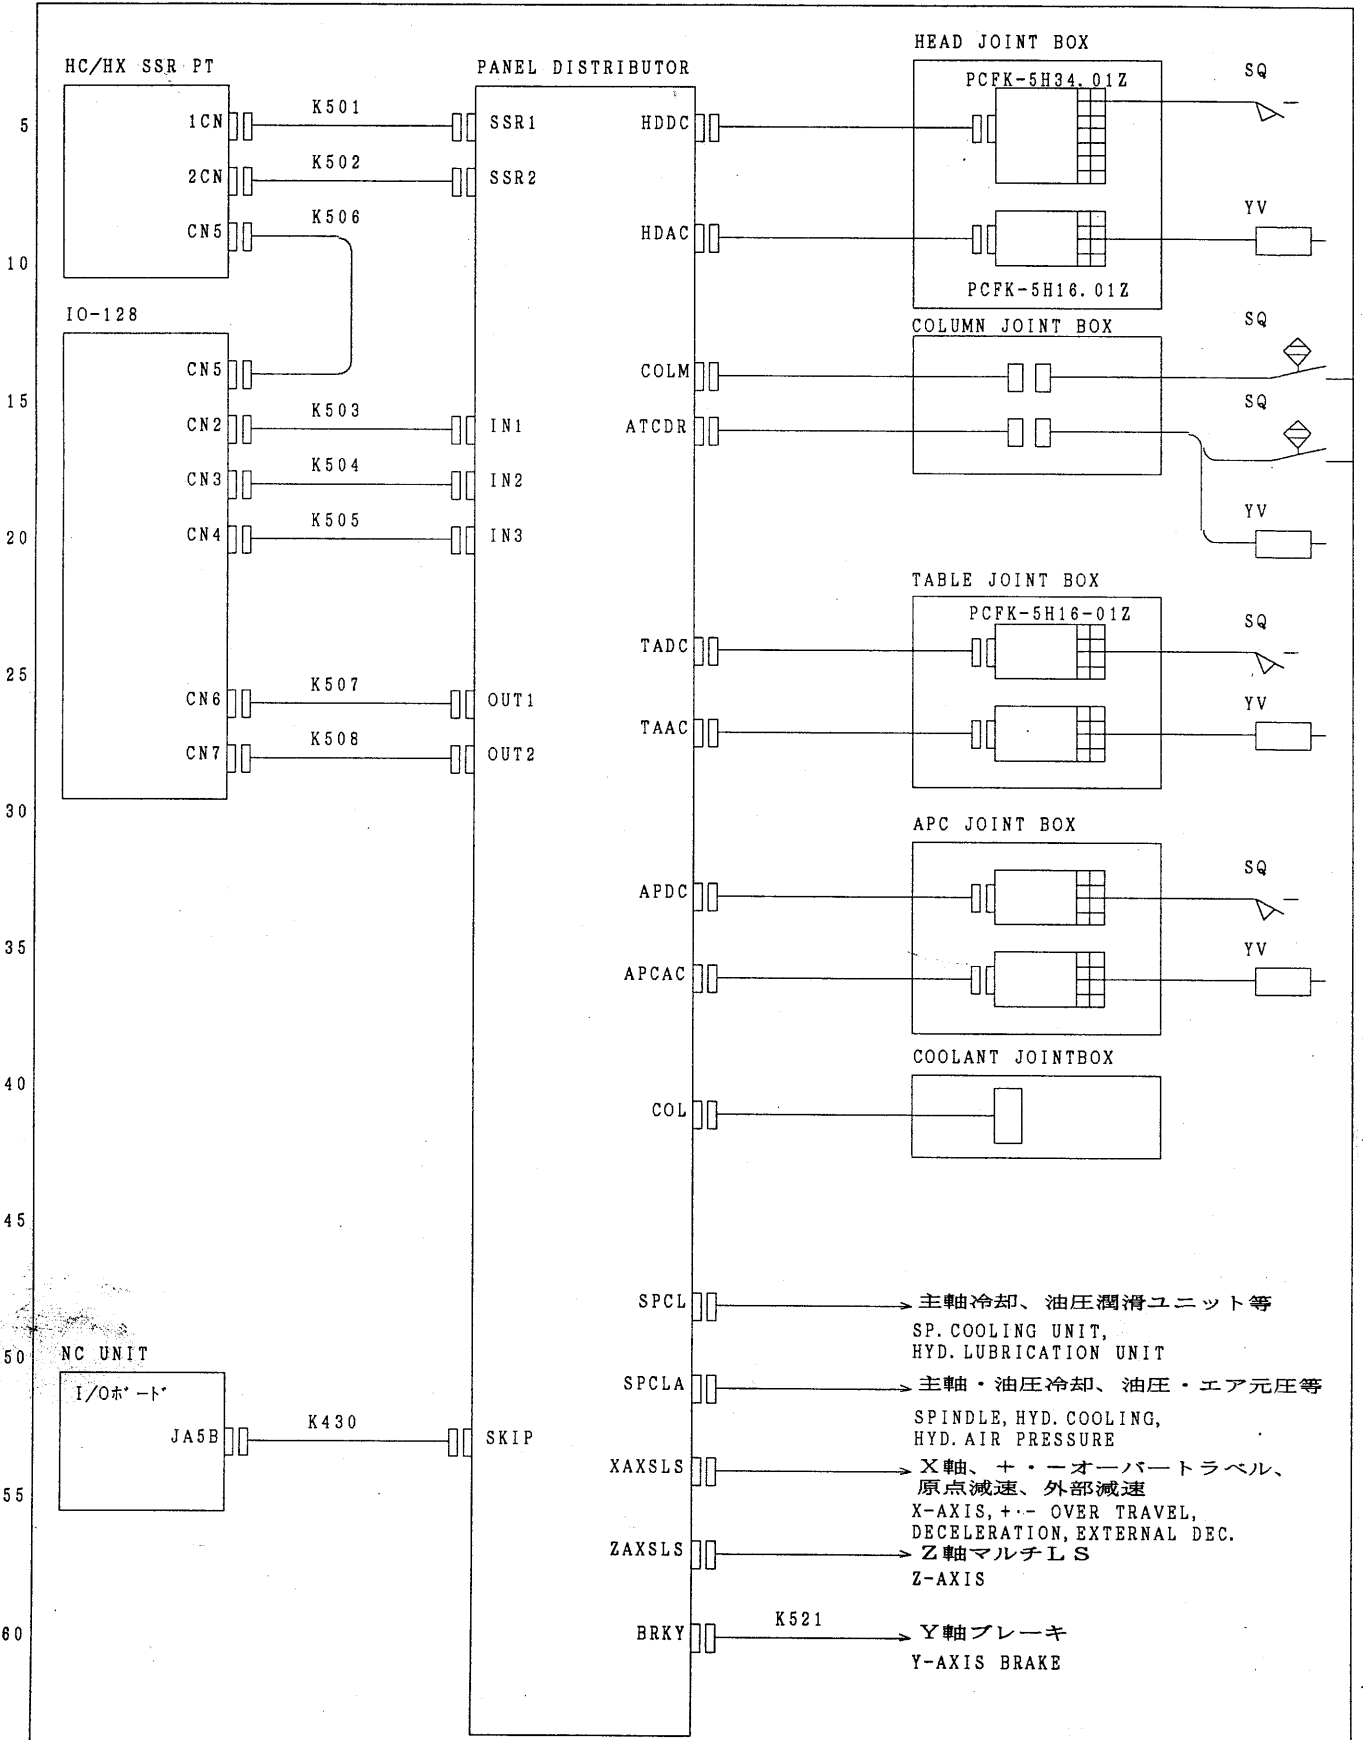 HEAD JOINT BOX
HC/HX SSR PT
PANEL DISTRIBUTOR
PCFK-5H34.01Z
SQ
5
1CN
K501
SSR1
HDDC
2CN
K502
SSR2
CN5
K506
HDAC
YV
10
PCFK-5H16.01Z
IO-128
COLUMN JOINT BOX
SQ
CN5
COLM
15
CN2
K503
IN1
ATCDR
SQ
CN3
K504
IN2
20
CN4
K505
IN3
YV
TABLE JOINT BOX
PCFK-5H16-01Z
SQ
TADC
25
CN6
K507
OUT1
TAAC
YV
CN7
K508
OUT2
30
APC JOINT BOX
APDC
SQ
35
APCAC
YV
COOLANT JOINTBOX
40
COL
45
SPCL
主軸冷却、油圧潤滑ユニット等
SP. COOLING UNIT,
HYD. LUBRICATION UNIT
50
NC UNIT
I/Oボード
SPCLA
主軸・油圧冷却、油圧・エア元圧等
SPINDLE, HYD. COOLING,
HYD. AIR PRESSURE
JA5B
K430
SKIP
XAXSLS
X軸、+・-オーバートラベル、
55
原点減速、外部減速
X-AXIS, +·- OVER TRAVEL,
DECELERATION, EXTERNAL DEC.
ZAXSLS
Z軸マルチLS
Z-AXIS
60
BRKY
K521
Y軸ブレーキ
Y-AXIS BRAKE